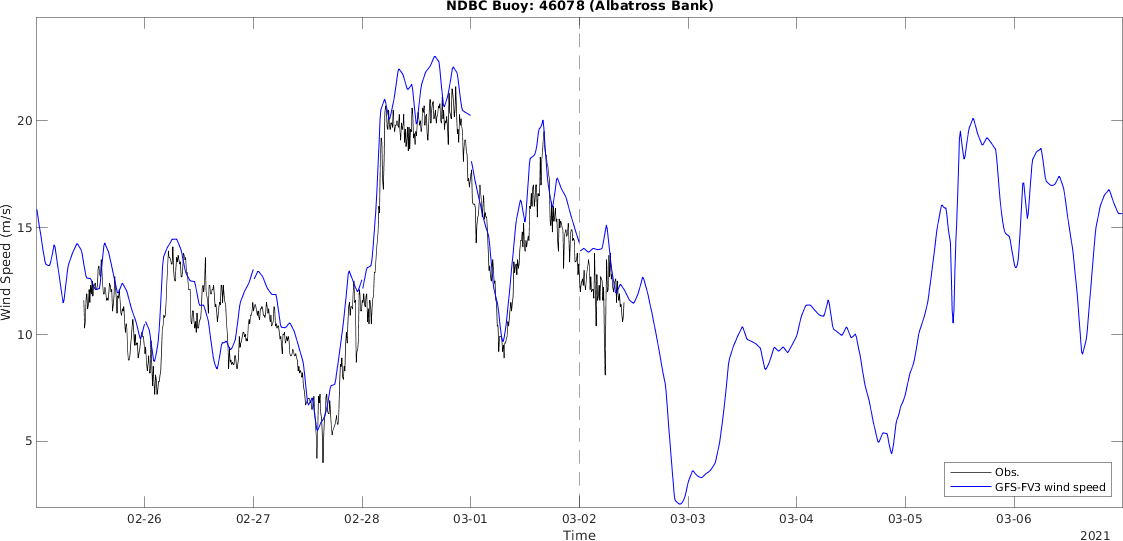 NDBC Buoy: 46078 (Albatross Bank)
Wind Speed (m/s)
20
15
10
5
Obs.
GFS-FV3 wind speed
02-26 02-27 02-28 03-01 03-02 03-03 03-04 03-05 03-06
Time
2021